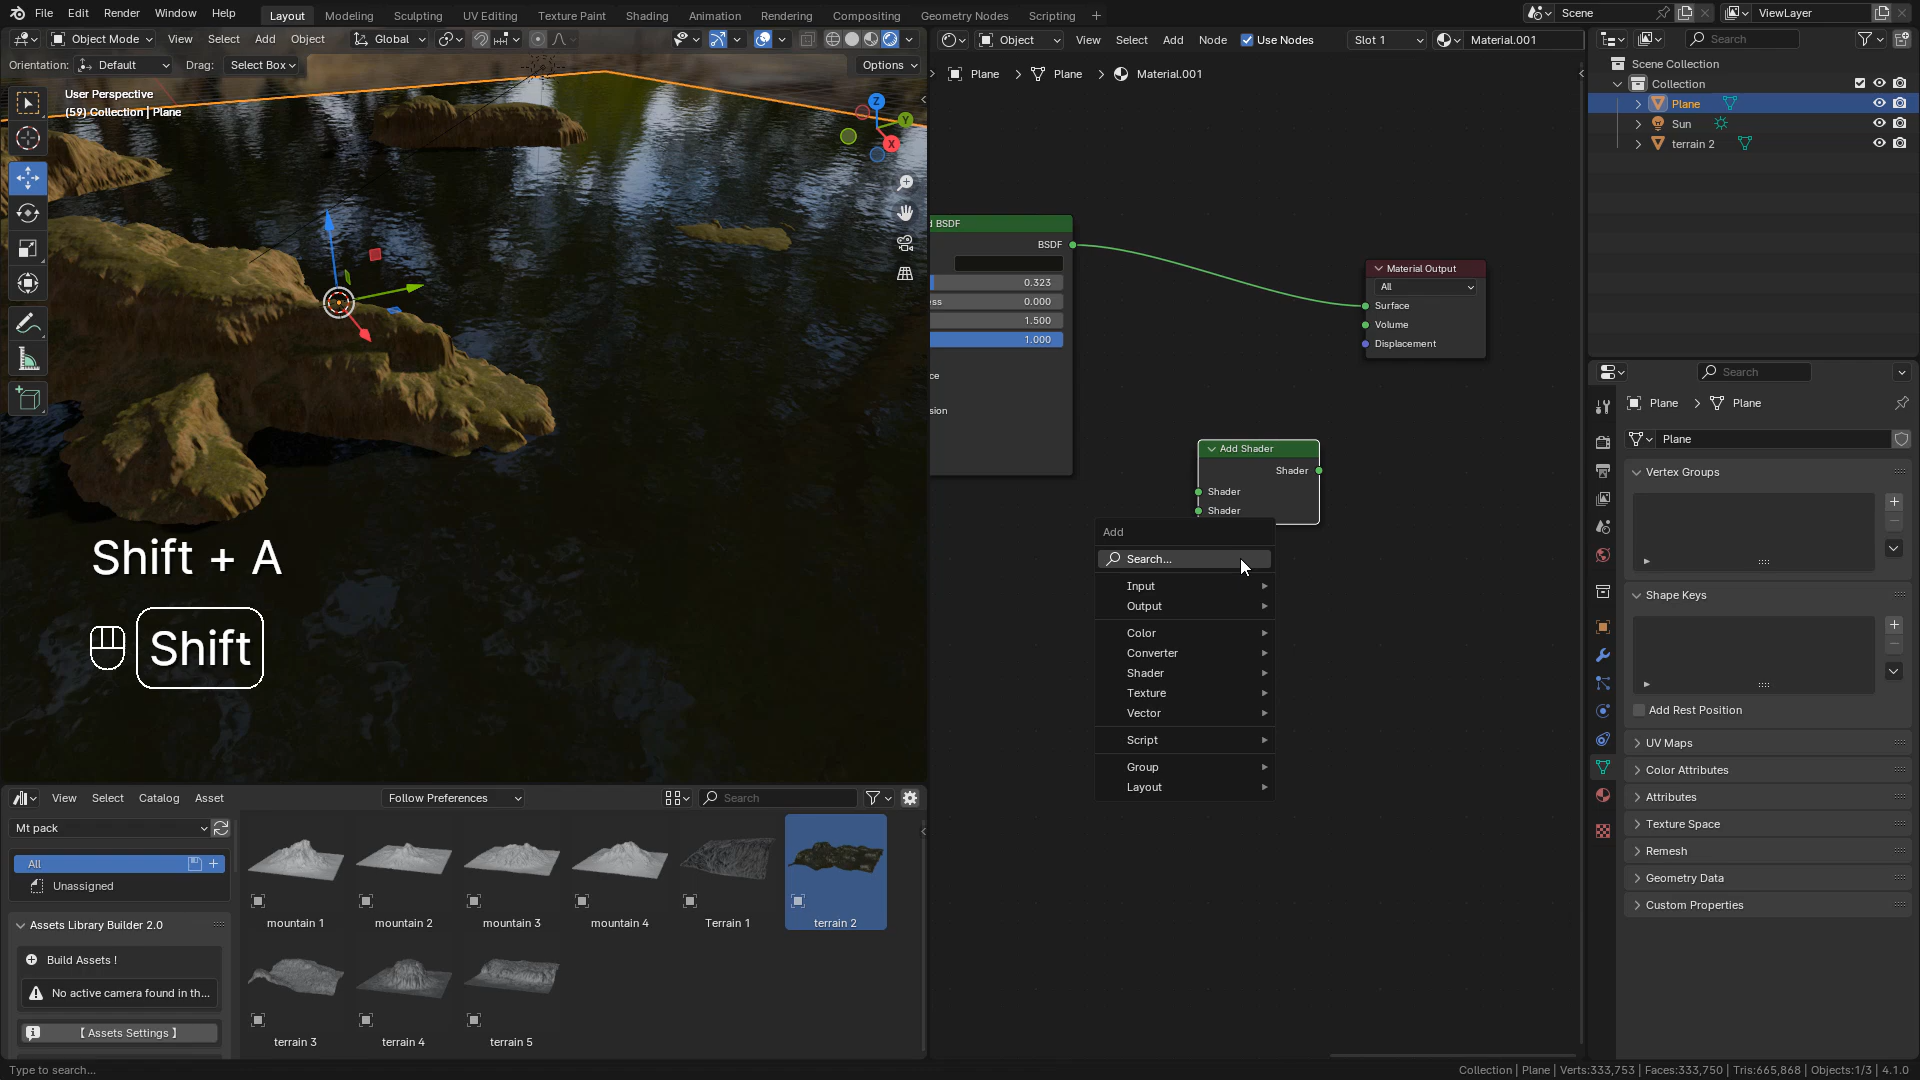 File Edit Render Window Help Layout Modeling Sculpting UV Editing Texture Paint Shading Animation Rendering Compositing Geometry Nodes Scripting Scene ViewLayer
Object Mode View Select Add Object Global
Orientation: Default Drag: Select Box Options
User Perspective
(59) Collection | Plane
Z
Y
X
Shift + A
Shift
Object View Select Add Node Use Nodes Slot 1 Material.001
Plane Plane Material.001
BSDF
BSDF
0.323
0.000
1.500
1.000
Material Output
All
Surface
Volume
Displacement
Add Shader
Shader
Shader
Shader
Add
Search...
Input
Output
Color
Converter
Shader
Texture
Vector
Script
Group
Layout
Search
Scene Collection
Collection
Plane
Sun
terrain 2
Search
Plane Plane
Plane
Vertex Groups
Shape Keys
Add Rest Position
UV Maps
Color Attributes
Attributes
Texture Space
Remesh
Geometry Data
Custom Properties
View Select Catalog Asset Follow Preferences Search
Mt pack
All
Unassigned
Assets Library Builder 2.0
Build Assets !
No active camera found in th...
[ Assets Settings ]
mountain 1 mountain 2 mountain 3 mountain 4 Terrain 1 terrain 2
terrain 3 terrain 4 terrain 5
Type to search...
Collection | Plane | Verts:333,753 | Faces:333,750 | Tris:665,868 | Objects:1/3 | 4.1.0